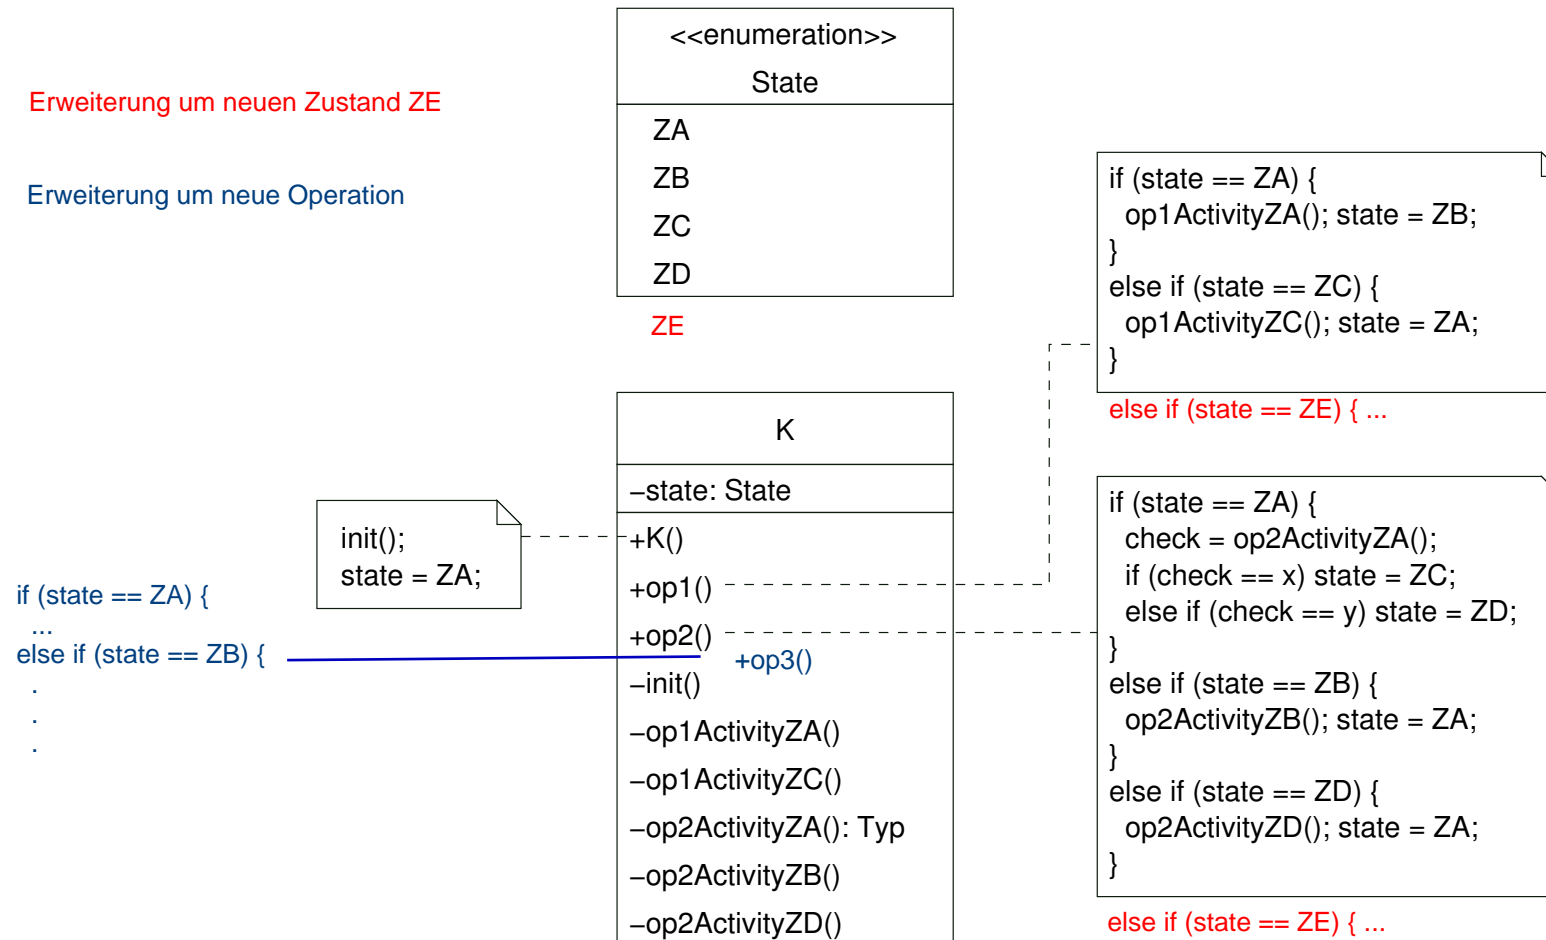 <<enumeration>>
State
ZA
ZB
ZC
ZD
ZE
Erweiterung um neuen Zustand ZE
Erweiterung um neue Operation
if (state == ZA) {
op1ActivityZA(); state = ZB;
}
else if (state == ZC) {
op1ActivityZC(); state = ZA;
}
else if (state == ZE) { ...
K
–state: State
+K()
+op1()
+op2()
+op3()
–init()
–op1ActivityZA()
–op1ActivityZC()
–op2ActivityZA(): Typ
–op2ActivityZB()
–op2ActivityZD()
init();
state = ZA;
if (state == ZA) {
...
else if (state == ZB) {
.
.
.
if (state == ZA) {
check = op2ActivityZA();
if (check == x) state = ZC;
else if (check == y) state = ZD;
}
else if (state == ZB) {
op2ActivityZB(); state = ZA;
}
else if (state == ZD) {
op2ActivityZD(); state = ZA;
}
else if (state == ZE) { ...